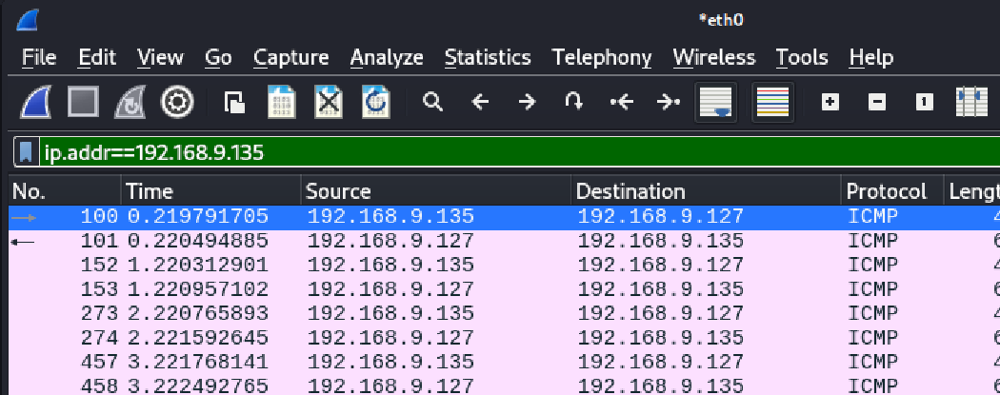 *eth0
File Edit View Go Capture Analyze Statistics Telephony Wireless Tools Help
ip.addr==192.168.9.135
No. Time Source Destination Protocol Lengt
100 0.219791705 192.168.9.135 192.168.9.127 ICMP 4
101 0.220494885 192.168.9.127 192.168.9.135 ICMP 6
152 1.220312901 192.168.9.135 192.168.9.127 ICMP 4
153 1.220957102 192.168.9.127 192.168.9.135 ICMP 6
273 2.220765893 192.168.9.135 192.168.9.127 ICMP 4
274 2.221592645 192.168.9.127 192.168.9.135 ICMP 6
457 3.221768141 192.168.9.135 192.168.9.127 ICMP 4
458 3.222492765 192.168.9.127 192.168.9.135 ICMP 6